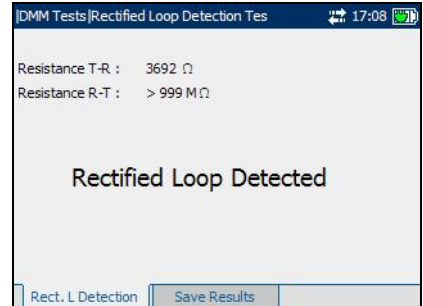 |DMM Tests|Rectified Loop Detection Tes 17:08
Resistance T-R : 3692 Ω
Resistance R-T : > 999 MΩ
Rectified Loop Detected
Rect. L Detection Save Results